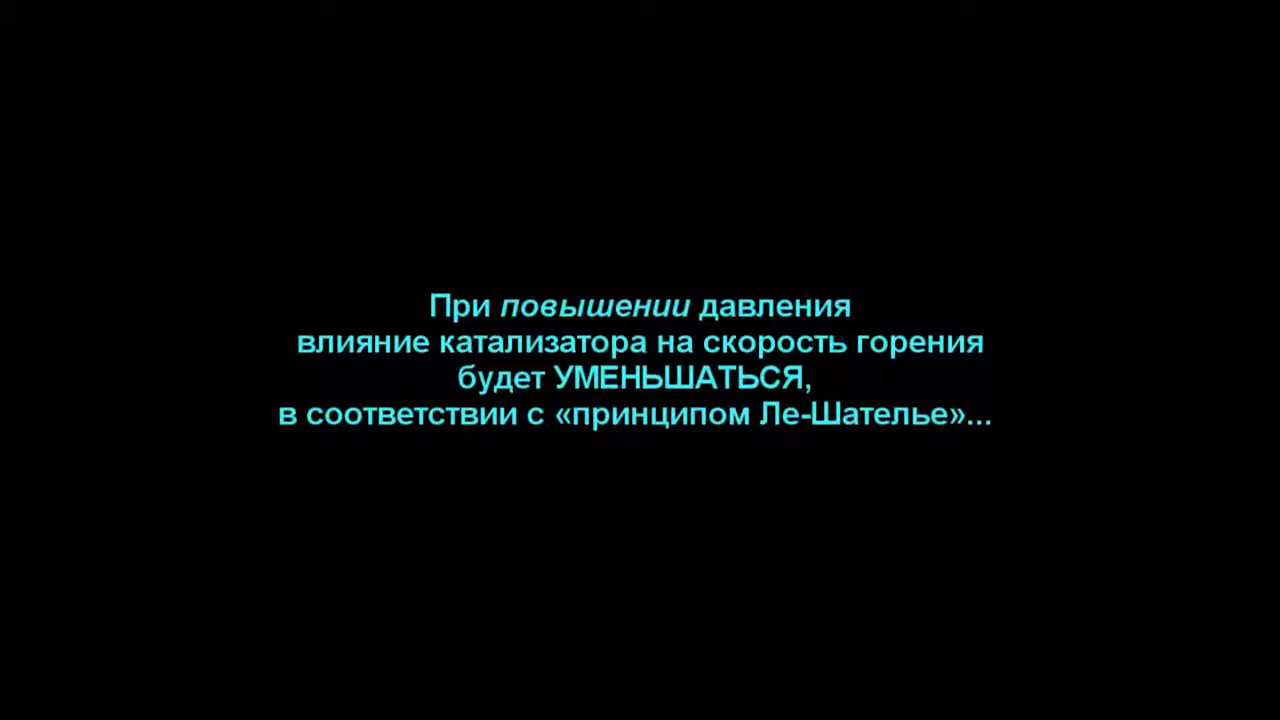 При повышении давления
влияние катализатора на скорость горения
будет УМЕНЬШАТЬСЯ,
в соответствии с «принципом Ле-Шателье»...